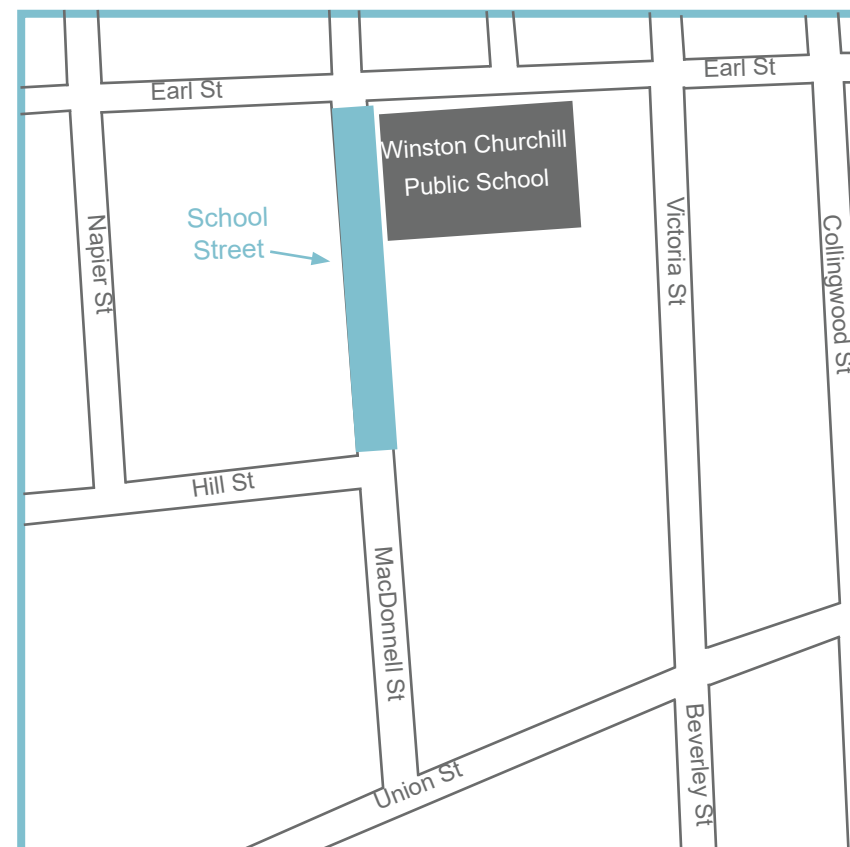 Earl St
Earl St
Winston Churchill
Public School
School
Street
Napier St
Victoria St
Collingwood St
Hill St
MacDonnell St
Union St
Beverley St